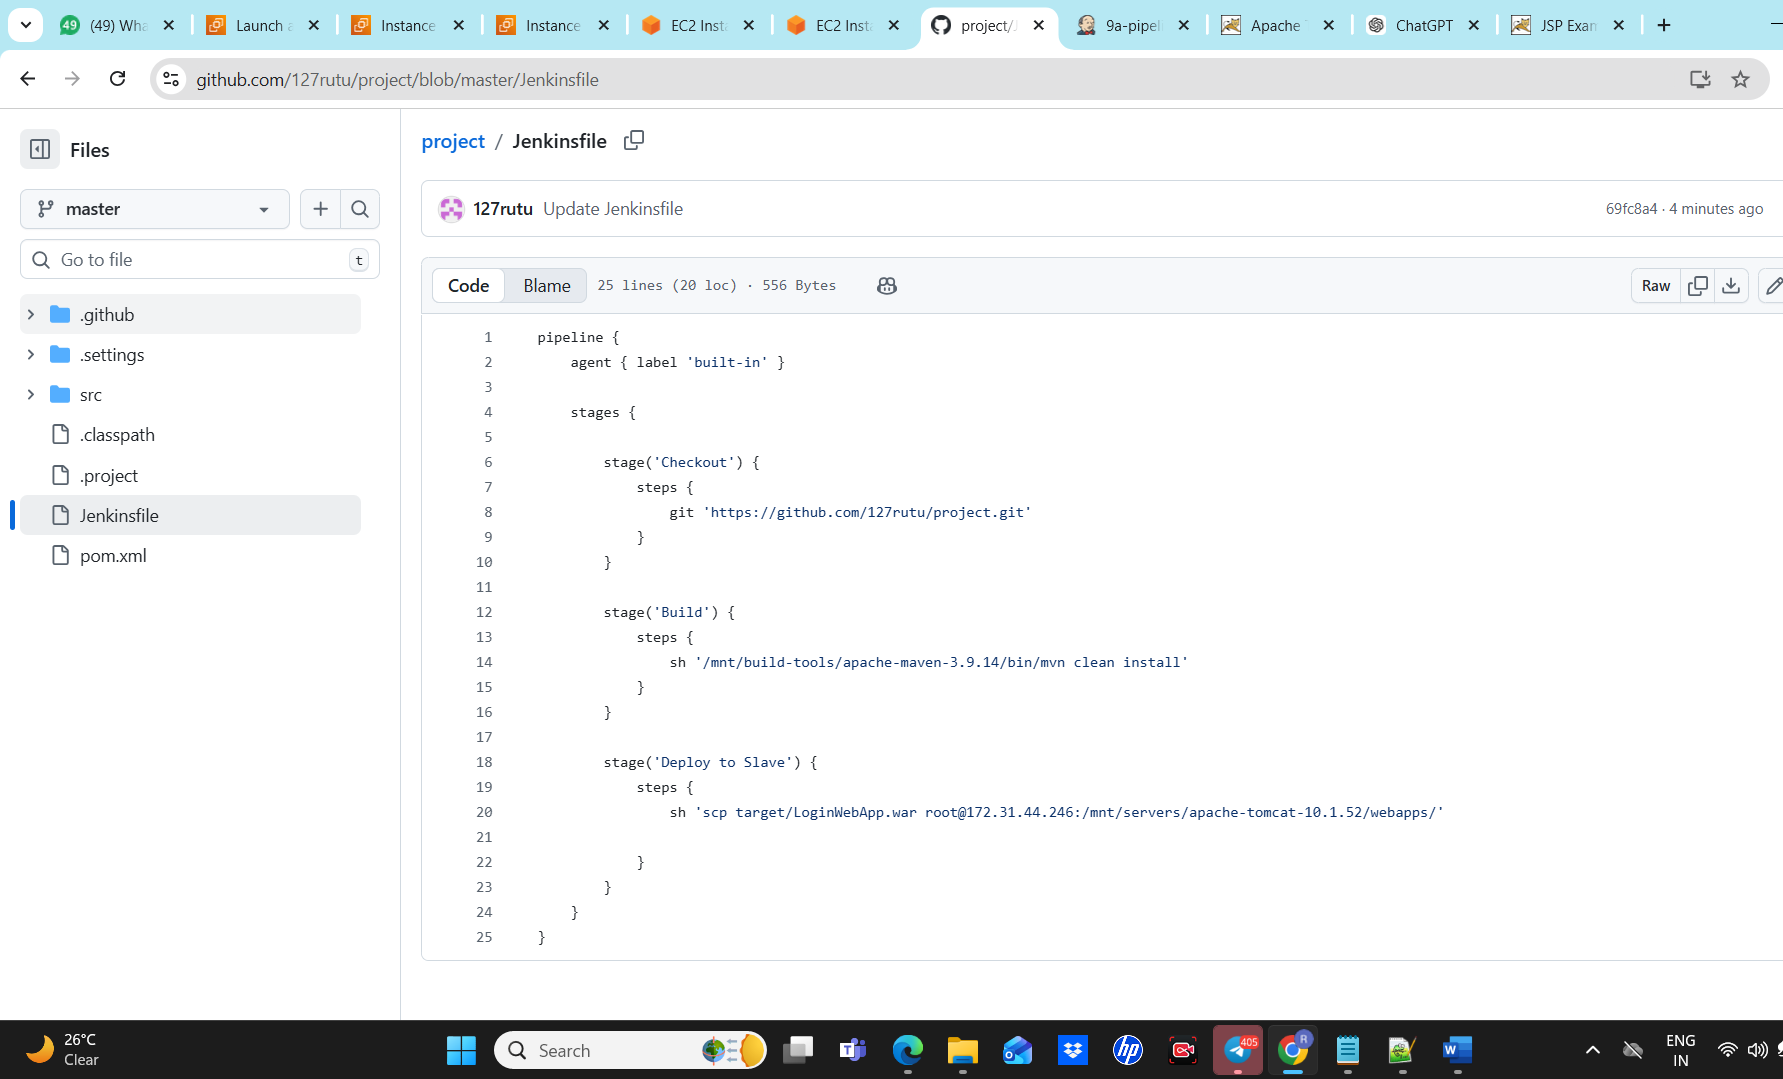 49
(49) Wha
Launch a
Instance
Instance
EC2 Inst
EC2 Inst
project/J
9a-pipel
Apache
ChatGPT
JSP Exan
github.com/127rutu/project/blob/master/Jenkinsfile
Files
master
Go to file
t
.github
.settings
src
.classpath
.project
Jenkinsfile
pom.xml
project / Jenkinsfile
127rutu Update Jenkinsfile
69fc8a4 · 4 minutes ago
Code Blame 25 lines (20 loc) · 556 Bytes
Raw
1 pipeline {
2 agent { label 'built-in' }
3
4 stages {
5
6 stage('Checkout') {
7 steps {
8 git 'https://github.com/127rutu/project.git'
9 }
10 }
11
12 stage('Build') {
13 steps {
14 sh '/mnt/build-tools/apache-maven-3.9.14/bin/mvn clean install'
15 }
16 }
17
18 stage('Deploy to Slave') {
19 steps {
20 sh 'scp target/LoginWebApp.war root@172.31.44.246:/mnt/servers/apache-tomcat-10.1.52/webapps/'
21
22 }
23 }
24 }
25 }
26°C
Clear
Search
hp
405
R
W
ENG
IN